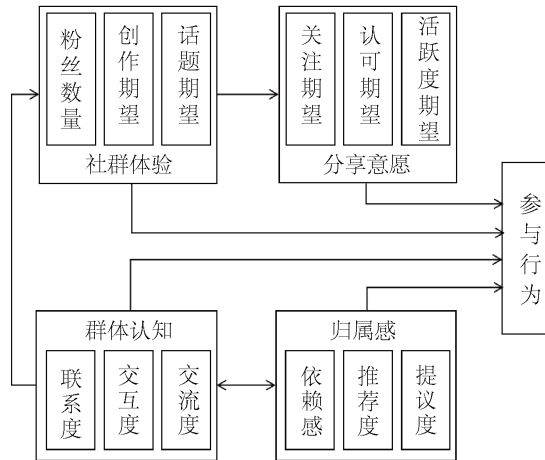 粉丝数量
创作期望
话题期望
社群体验
关注期望
认可期望
活跃度期望
分享意愿
参与行为
群体认知
联系度
交互度
交流度
归属感
依赖感
推荐度
提议度